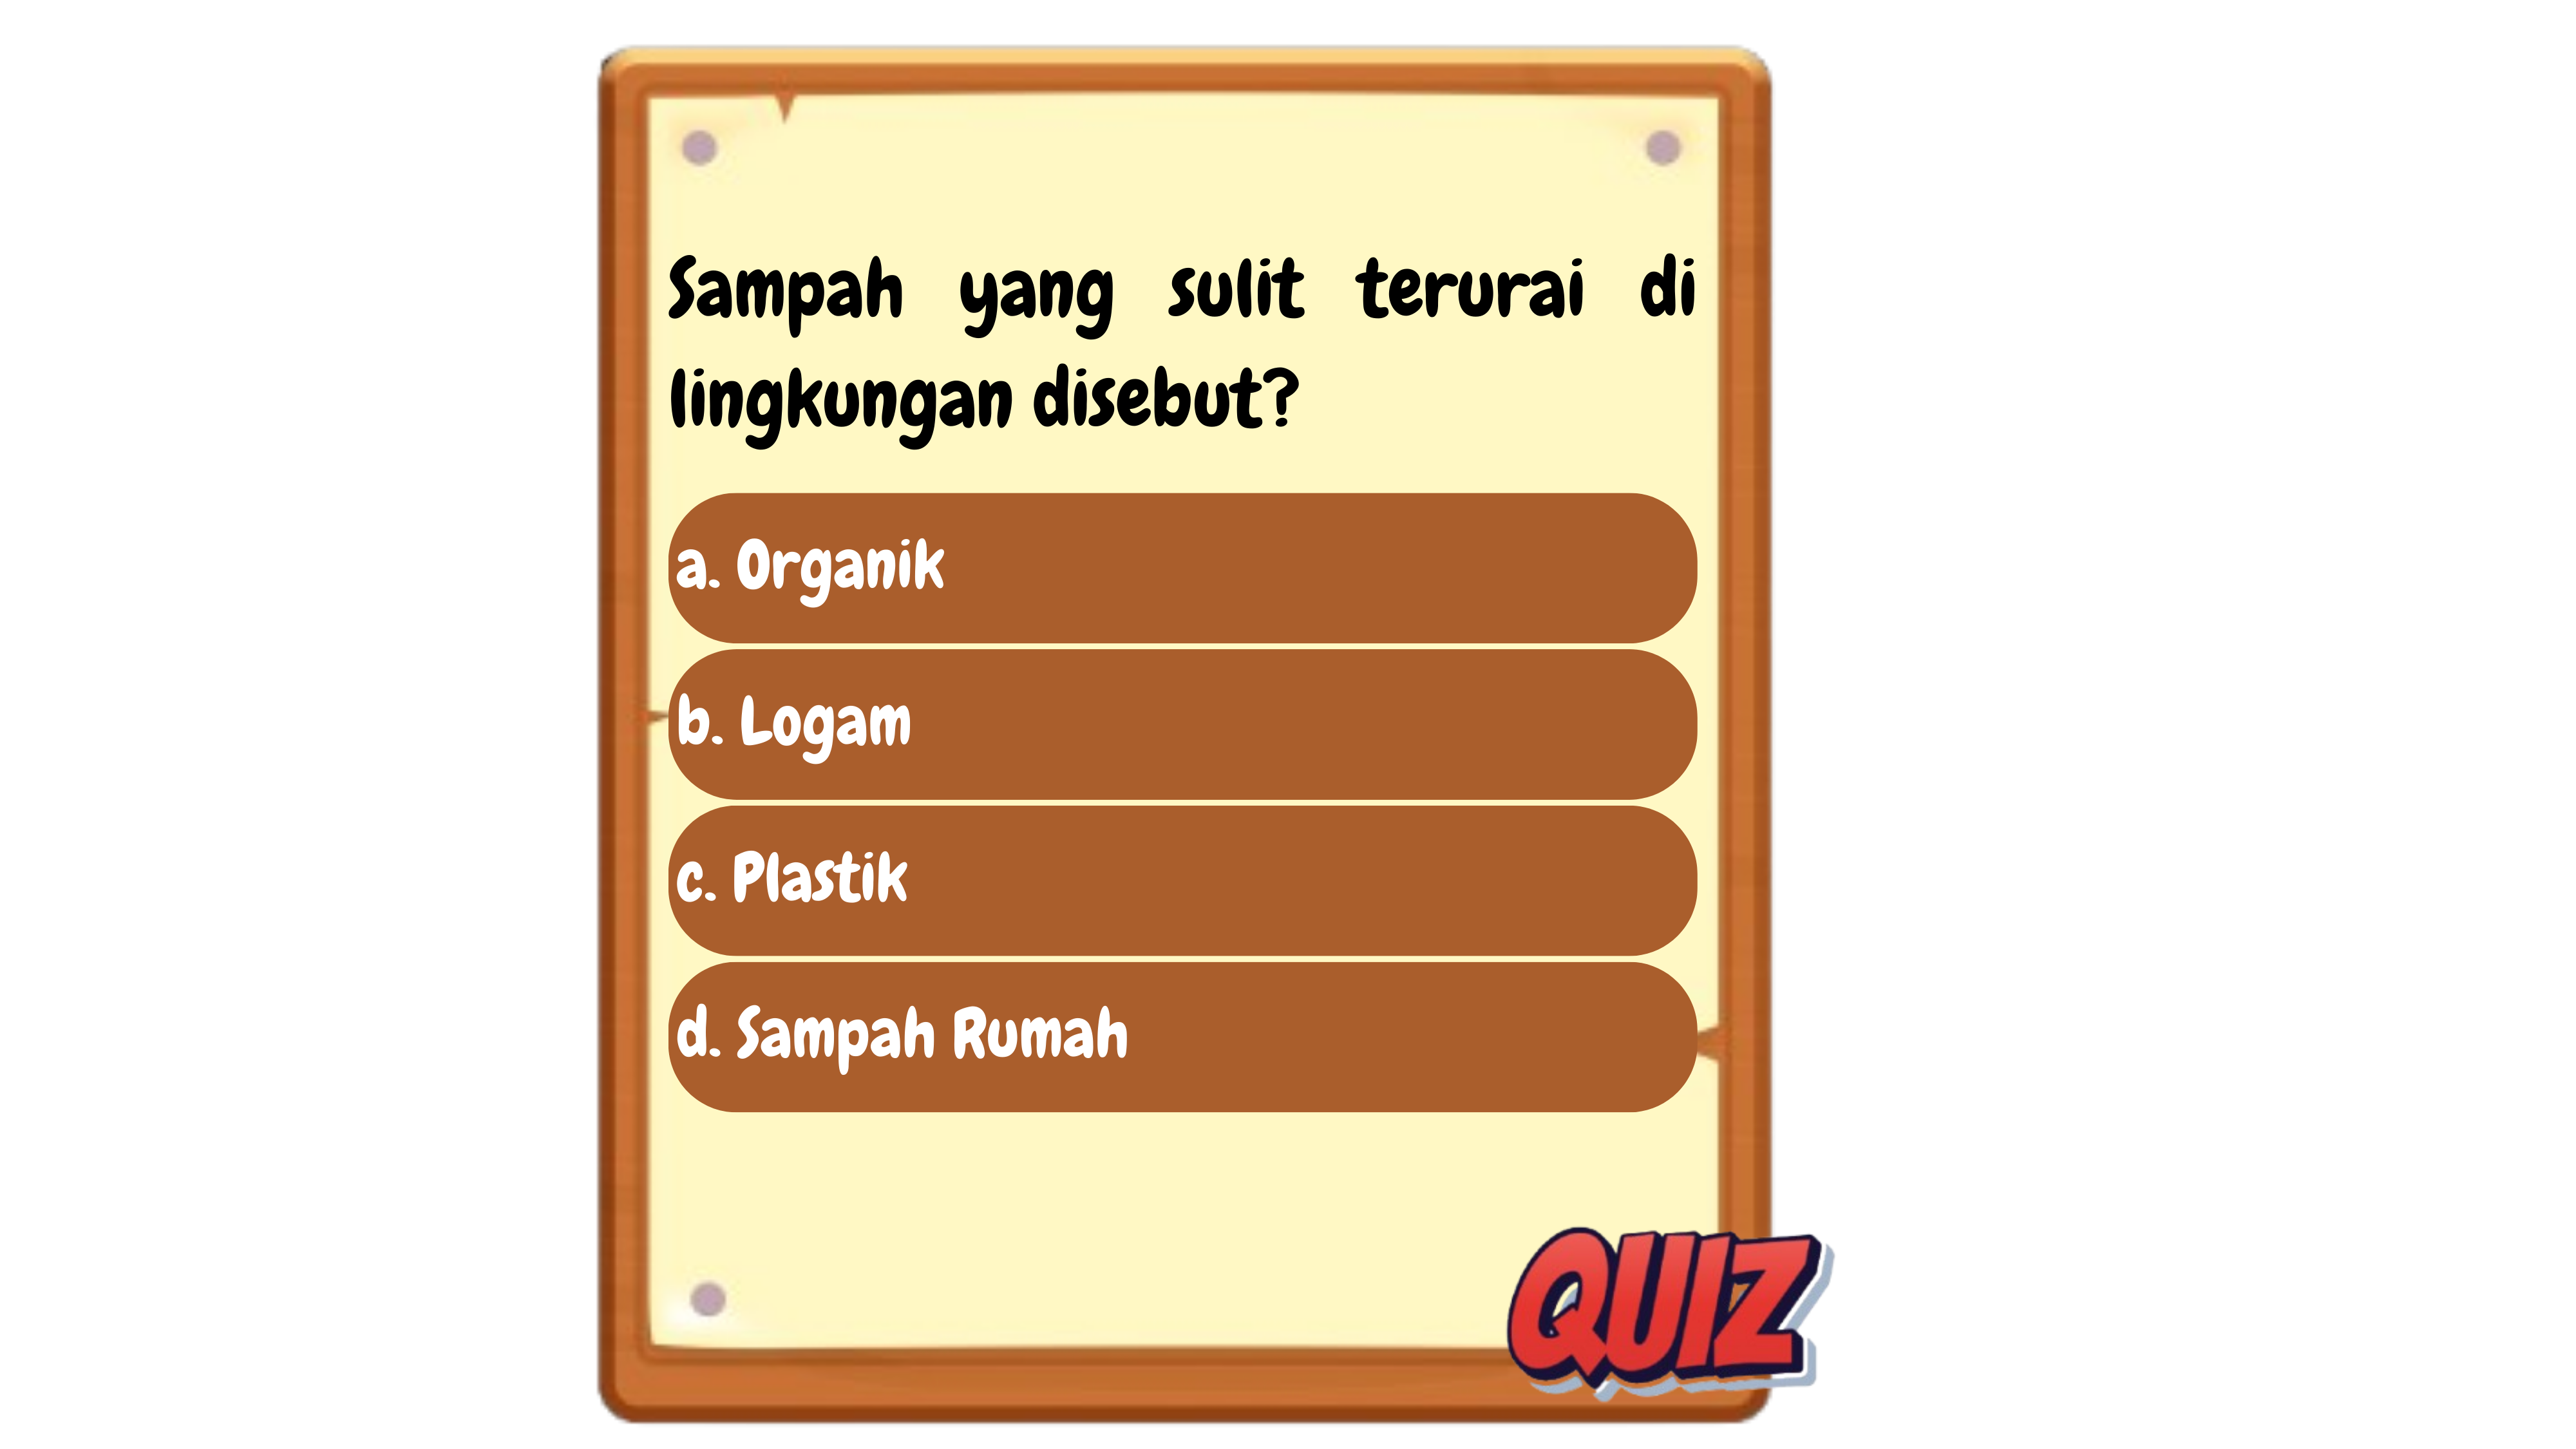 Sampah yang sulit terurai di
lingkungan disebut?
a. Organik
b. Logam
c. Plastik
d. Sampah Rumah
QUIZ